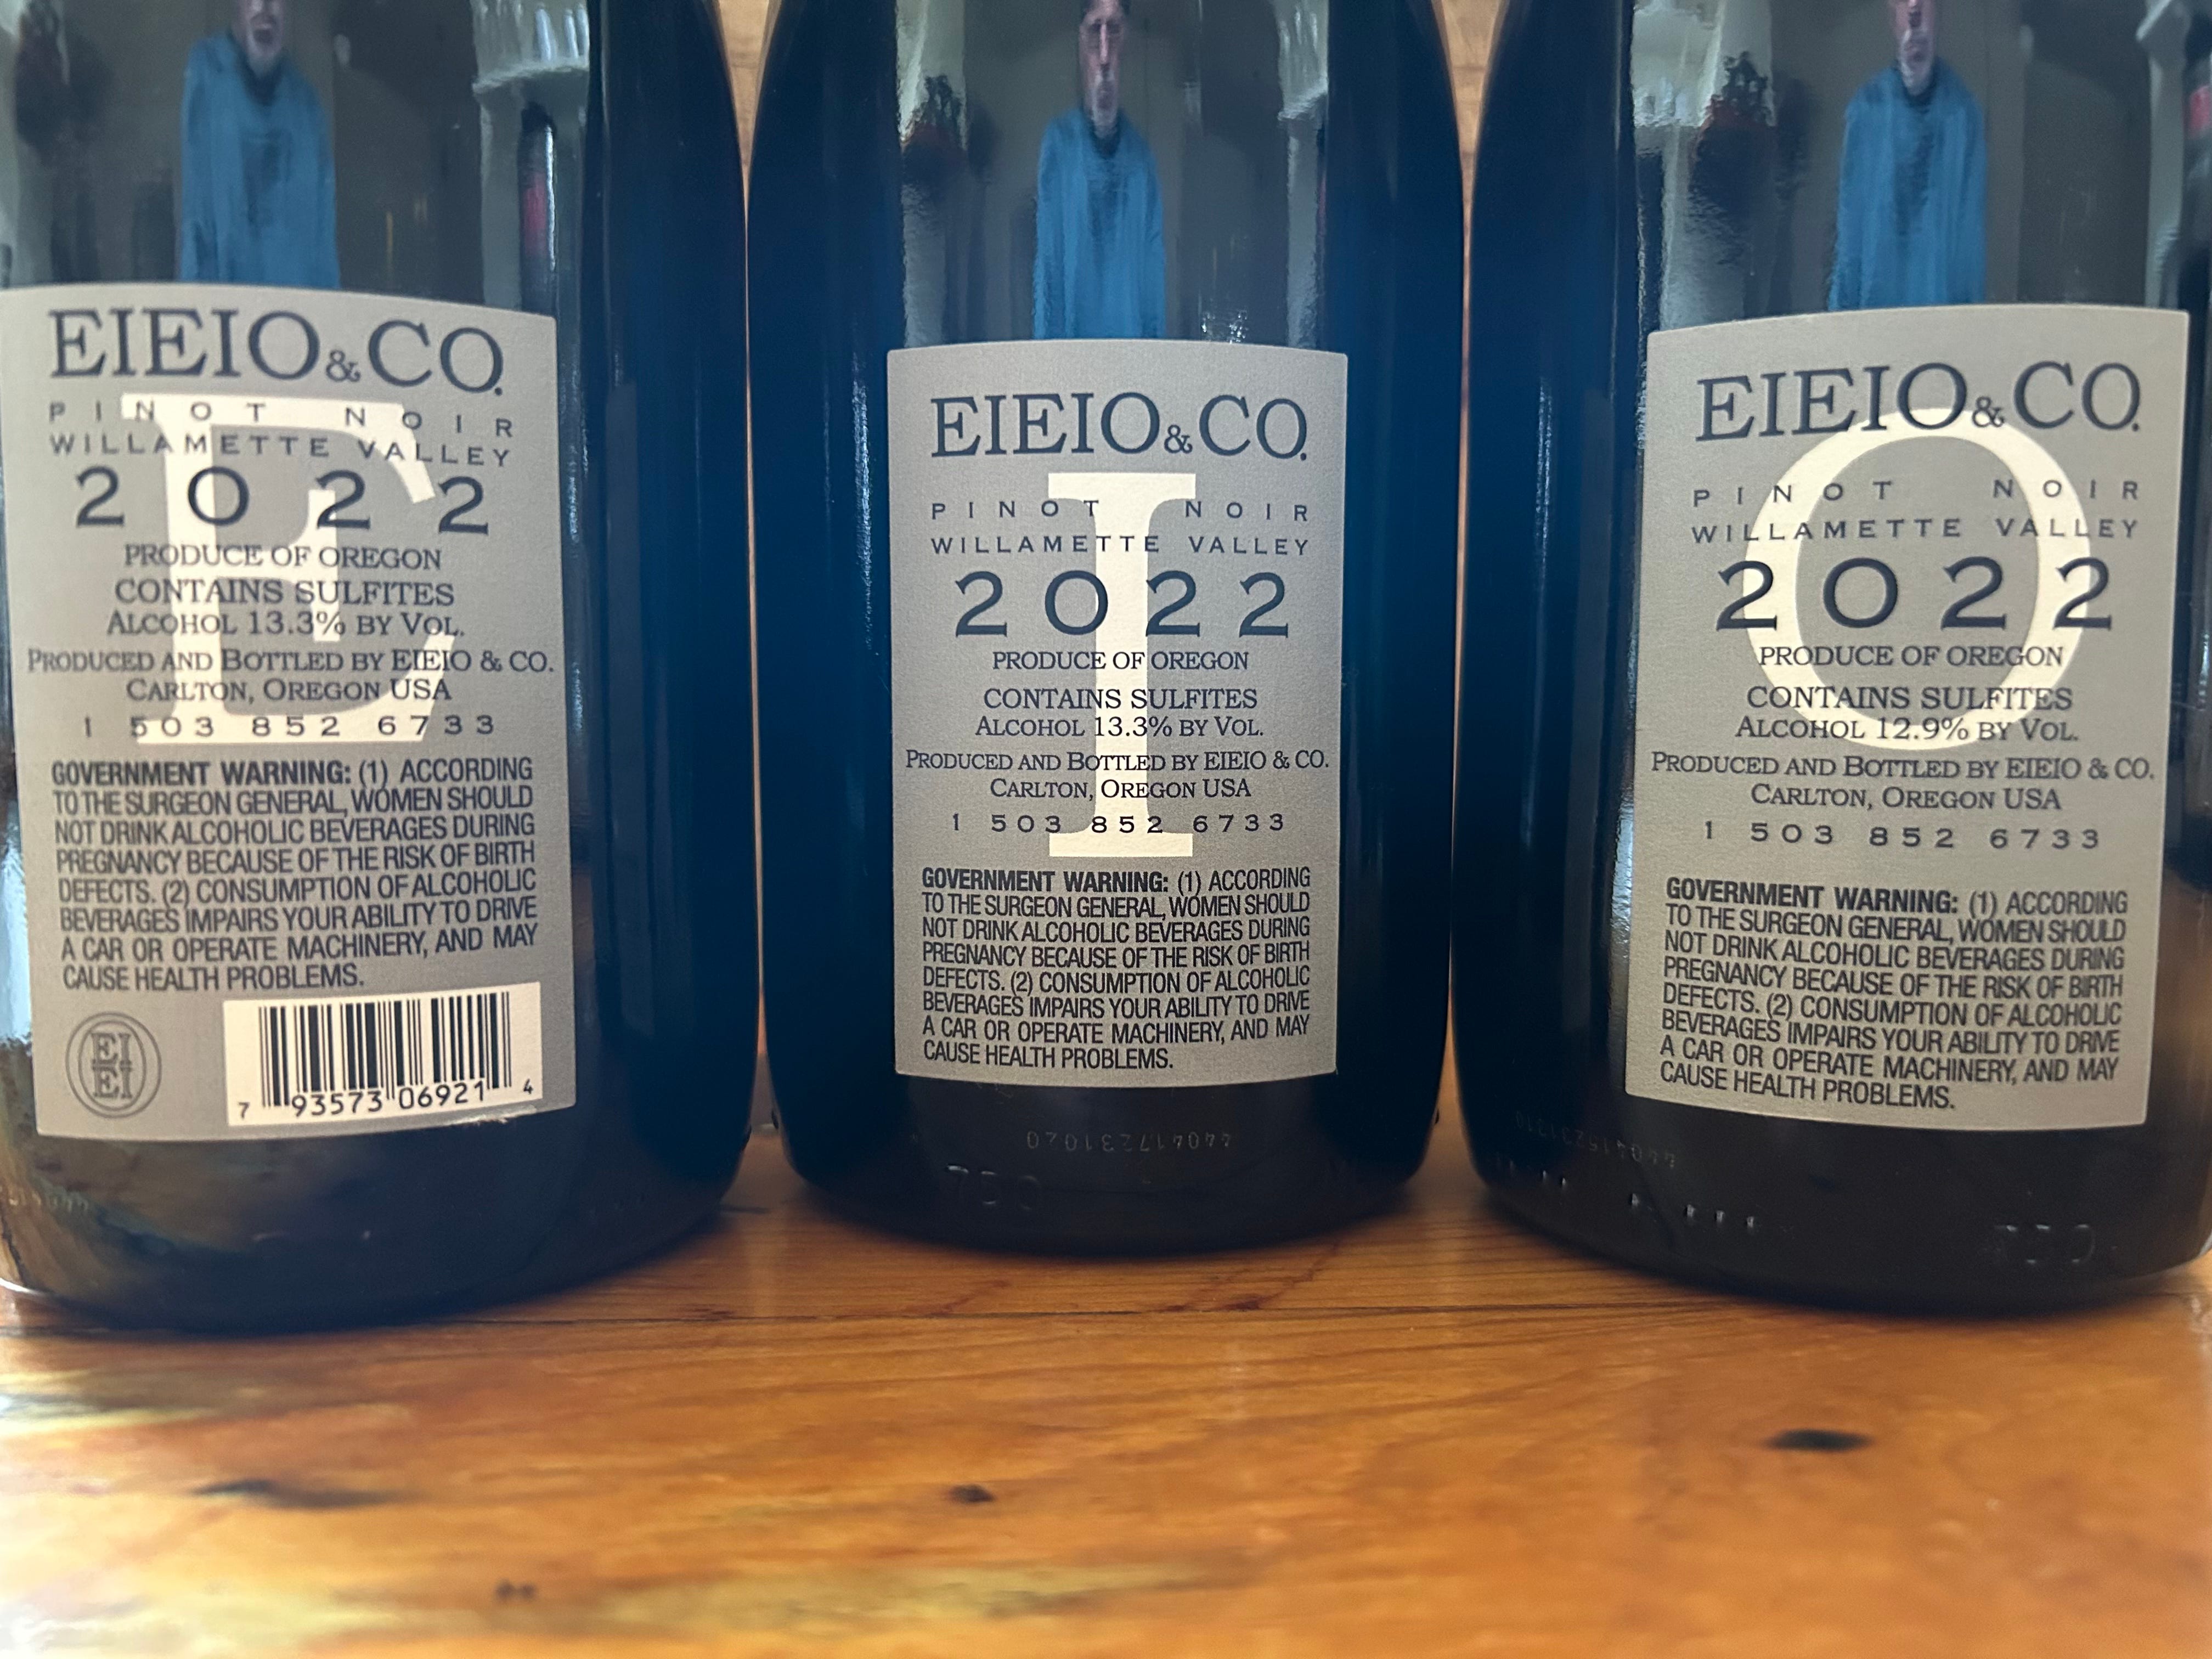 EIEIO & CO.
E
PINOT NOIR
WILLAMETTE VALLEY
2022
PRODUCE OF OREGON
CONTAINS SULFITES
ALCOHOL 13.3% BY VOL.
PRODUCED AND BOTTLED BY EIEIO & CO.
CARLTON, OREGON USA
1 503 852 6733
GOVERNMENT WARNING: (1) ACCORDING
TO THE SURGEON GENERAL, WOMEN SHOULD
NOT DRINK ALCOHOLIC BEVERAGES DURING
PREGNANCY BECAUSE OF THE RISK OF BIRTH
DEFECTS. (2) CONSUMPTION OF ALCOHOLIC
BEVERAGES IMPAIRS YOUR ABILITY TO DRIVE
A CAR OR OPERATE MACHINERY, AND MAY
CAUSE HEALTH PROBLEMS.
EI
EI
7 93573 06921 4
EIEIO & CO.
I
PINOT NOIR
WILLAMETTE VALLEY
2022
PRODUCE OF OREGON
CONTAINS SULFITES
ALCOHOL 13.3% BY VOL.
PRODUCED AND BOTTLED BY EIEIO & CO.
CARLTON, OREGON USA
1 503 852 6733
GOVERNMENT WARNING: (1) ACCORDING
TO THE SURGEON GENERAL, WOMEN SHOULD
NOT DRINK ALCOHOLIC BEVERAGES DURING
PREGNANCY BECAUSE OF THE RISK OF BIRTH
DEFECTS. (2) CONSUMPTION OF ALCOHOLIC
BEVERAGES IMPAIRS YOUR ABILITY TO DRIVE
A CAR OR OPERATE MACHINERY, AND MAY
CAUSE HEALTH PROBLEMS.
EIEIO & CO.
O
PINOT NOIR
WILLAMETTE VALLEY
2022
PRODUCE OF OREGON
CONTAINS SULFITES
ALCOHOL 12.9% BY VOL.
PRODUCED AND BOTTLED BY EIEIO & CO.
CARLTON, OREGON USA
1 503 852 6733
GOVERNMENT WARNING: (1) ACCORDING
TO THE SURGEON GENERAL, WOMEN SHOULD
NOT DRINK ALCOHOLIC BEVERAGES DURING
PREGNANCY BECAUSE OF THE RISK OF BIRTH
DEFECTS. (2) CONSUMPTION OF ALCOHOLIC
BEVERAGES IMPAIRS YOUR ABILITY TO DRIVE
A CAR OR OPERATE MACHINERY, AND MAY
CAUSE HEALTH PROBLEMS.